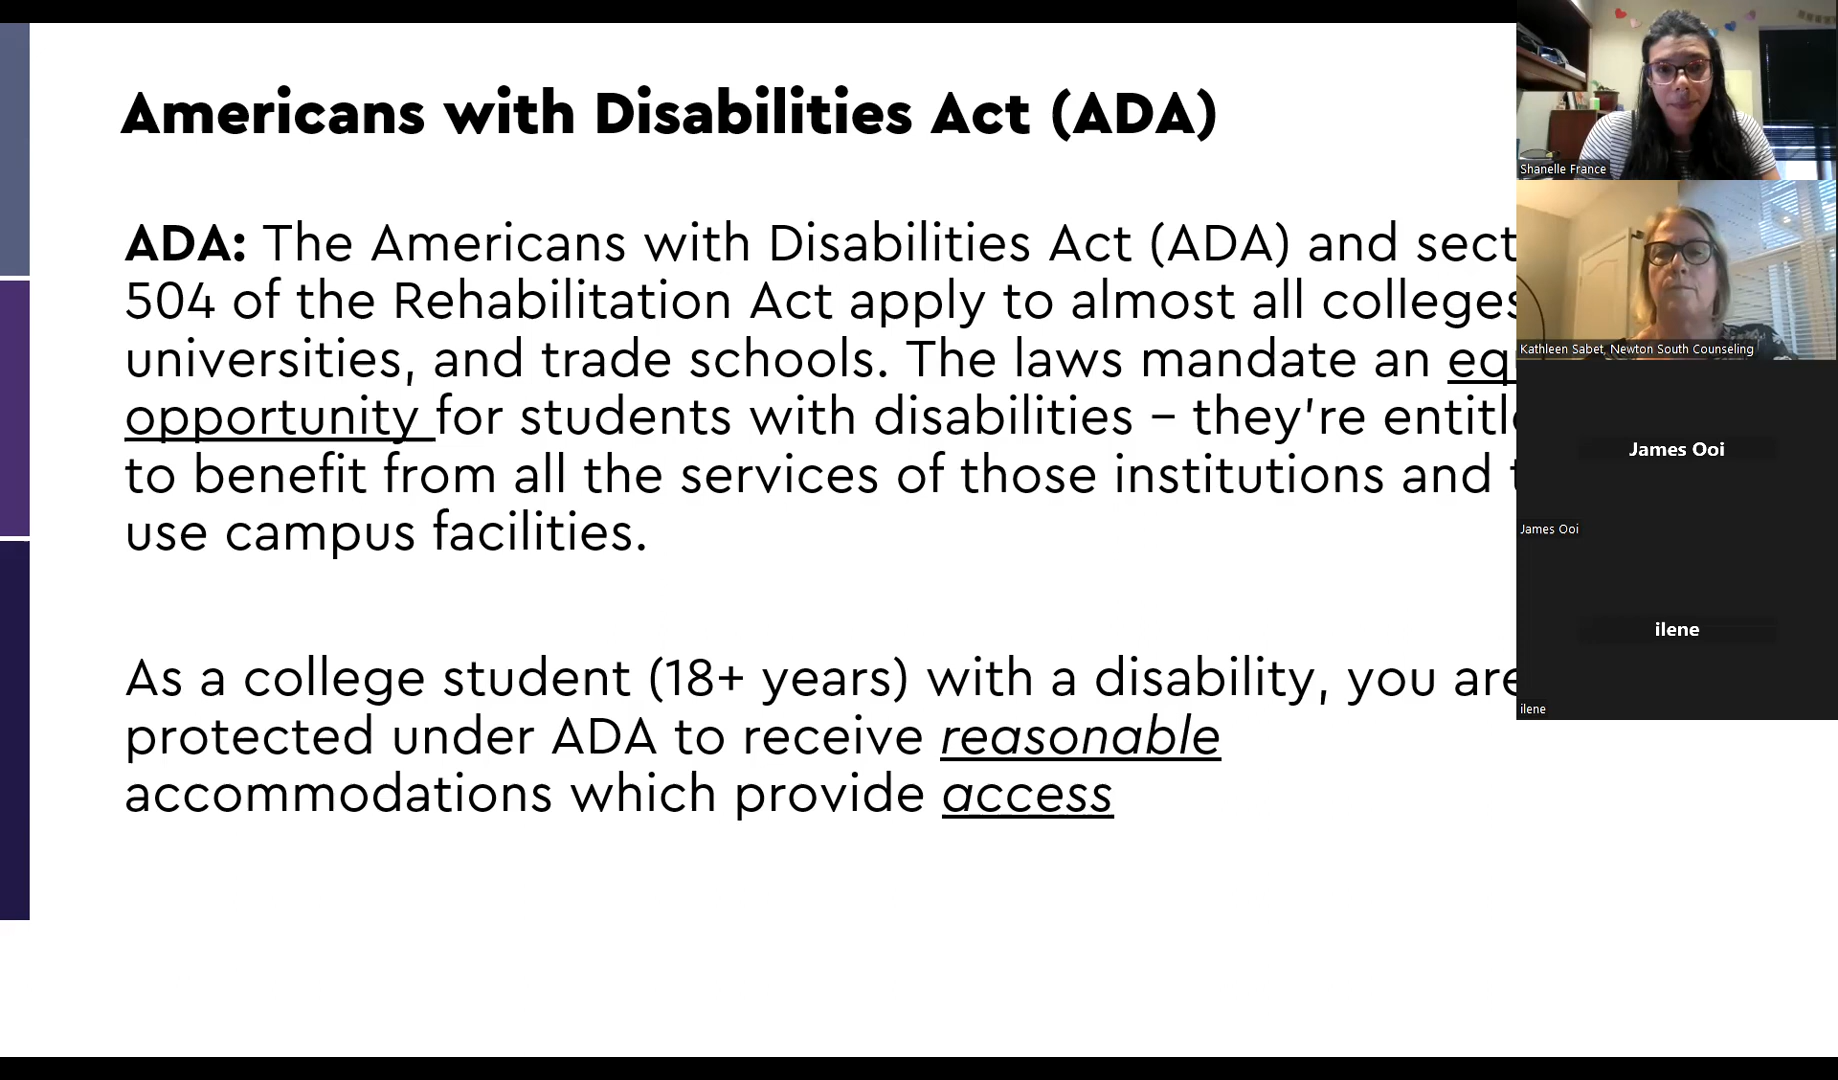 Americans with Disabilities Act (ADA)
ADA: The Americans with Disabilities Act (ADA) and
504 of the Rehabilitation Act apply to almost all colleges
universities, and trade schools. The laws mandate an
opportunity for students with disabilities – they're
to benefit from all the services of those institutions and
use campus facilities.
As a college student (18+ years) with a disability, you are
protected under ADA to receive reasonable
accommodations which provide access
Shanelle France
Kathleen Sabet, Newton South Counseling
James Ooi
James Ooi
ilene
ilene